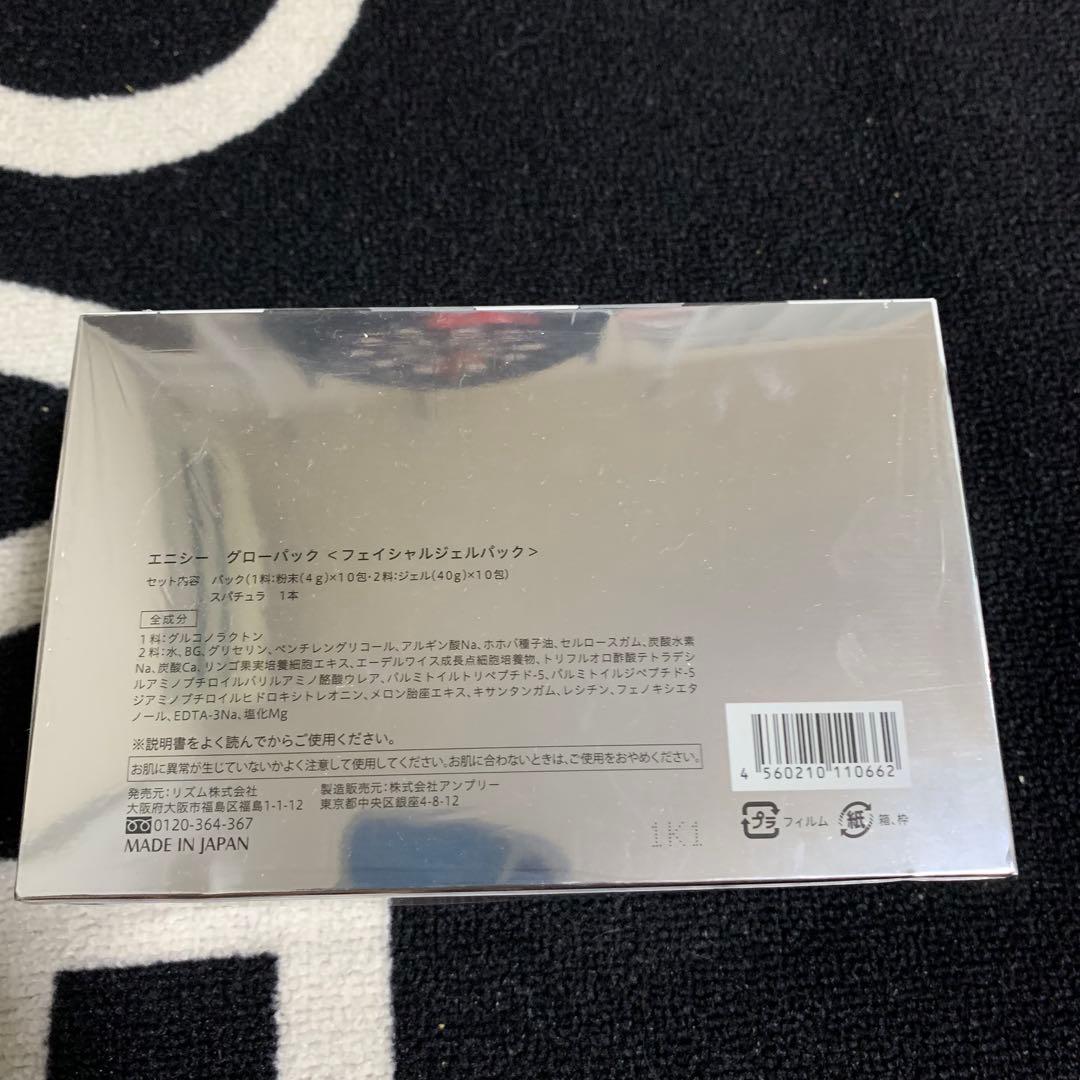 エニシー　グローパック＜フェイシャルジェルパック＞
セット内容　パック(1料:粉末(4g)×10包・2料:ジェル(40g)×10包)
スパチュラ　1本
全成分
1料:グルコノラクトン
2料:水、BG、グリセリン、ペンチレングリコール、アルギン酸Na、ホホバ種子油、セルロースガム、炭酸水素
Na、炭酸Ca、リンゴ果実培養細胞エキス、エーデルワイス成長点細胞培養物、トリフルオロ酢酸テトラデシ
ルアミノブチロイルバリルアミノ酪酸ウレア、パルミトイルトリペプチド-5、パルミトイルジペプチド-5
ジアミノブチロイルヒドロキシトレオニン、メロン胎座エキス、キサンタンガム、レシチン、フェノキシエタ
ノール、EDTA-3Na、塩化Mg
※説明書をよく読んでからご使用ください。
お肌に異常が生じていないかよく注意して使用してください。お肌に合わないときは、ご使用をおやめください。
発売元:リズム株式会社　製造販売元:株式会社アンプリー
大阪府大阪市福島区福島1-1-12　東京都中央区銀座4-8-12
0120-364-367
MADE IN JAPAN
4 560210 110662
プラ フィルム 紙 箱、枠
1K1